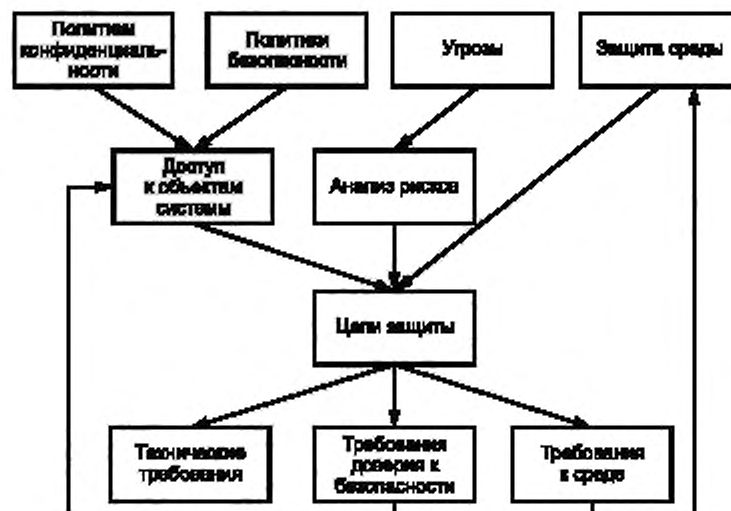 Политики
конфиденциаль-
ности
Политики
безопасности
Угрозы
Защита среды
Доступ
к объектам
системы
Анализ рисков
Цели защиты
Технические
требования
Требования
доверия к
безопасности
Требования
к среде